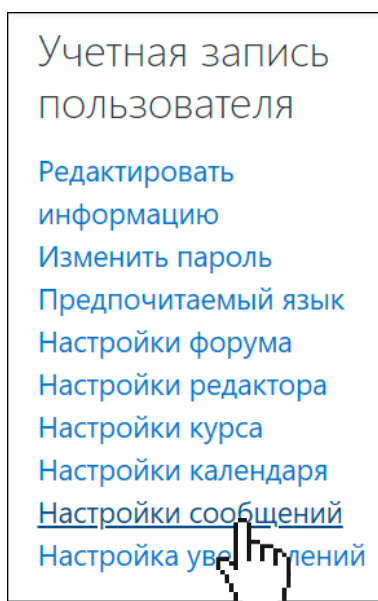 Учетная запись
пользователя
Редактировать
информацию
Изменить пароль
Предпочитаемый язык
Настройки форума
Настройки редактора
Настройки курса
Настройки календаря
Настройки сообщений
Настройка уведомлений